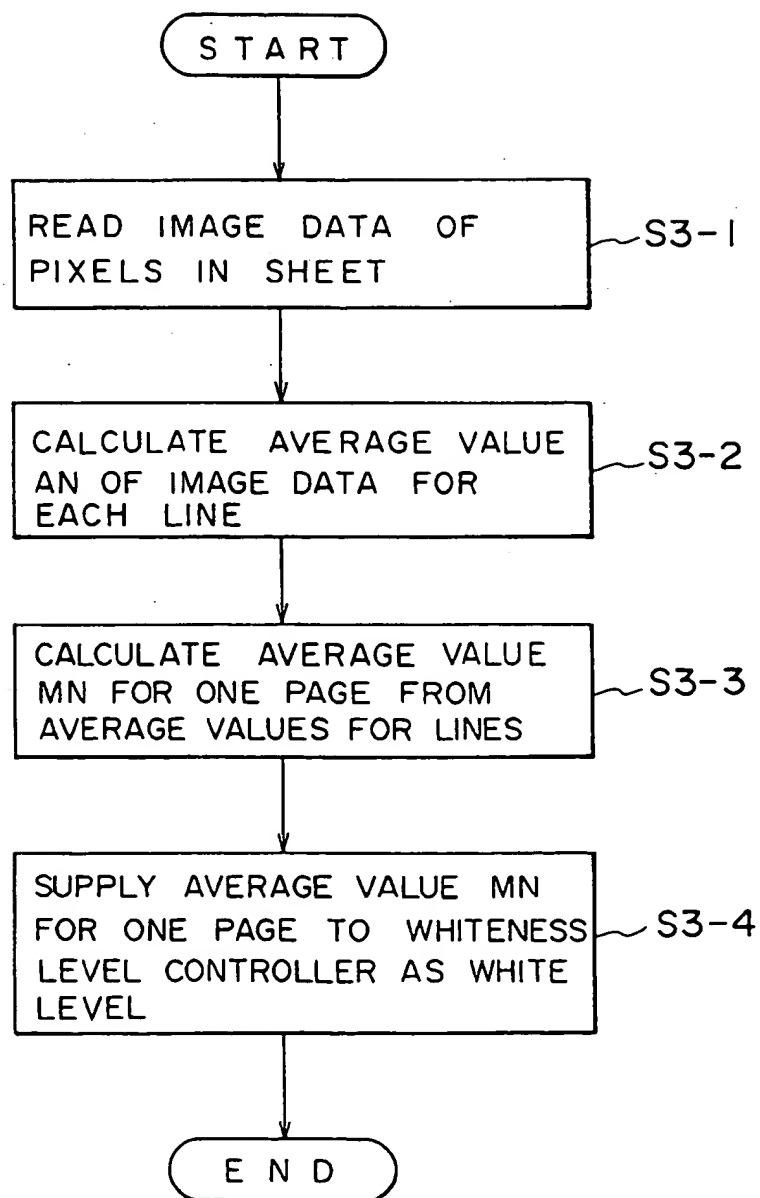 START
READ IMAGE DATA OF
PIXELS IN SHEET
S3-1
CALCULATE AVERAGE VALUE
AN OF IMAGE DATA FOR
EACH LINE
S3-2
CALCULATE AVERAGE VALUE
MN FOR ONE PAGE FROM
AVERAGE VALUES FOR LINES
S3-3
SUPPLY AVERAGE VALUE MN
FOR ONE PAGE TO WHITENESS
LEVEL CONTROLLER AS WHITE
LEVEL
S3-4
END